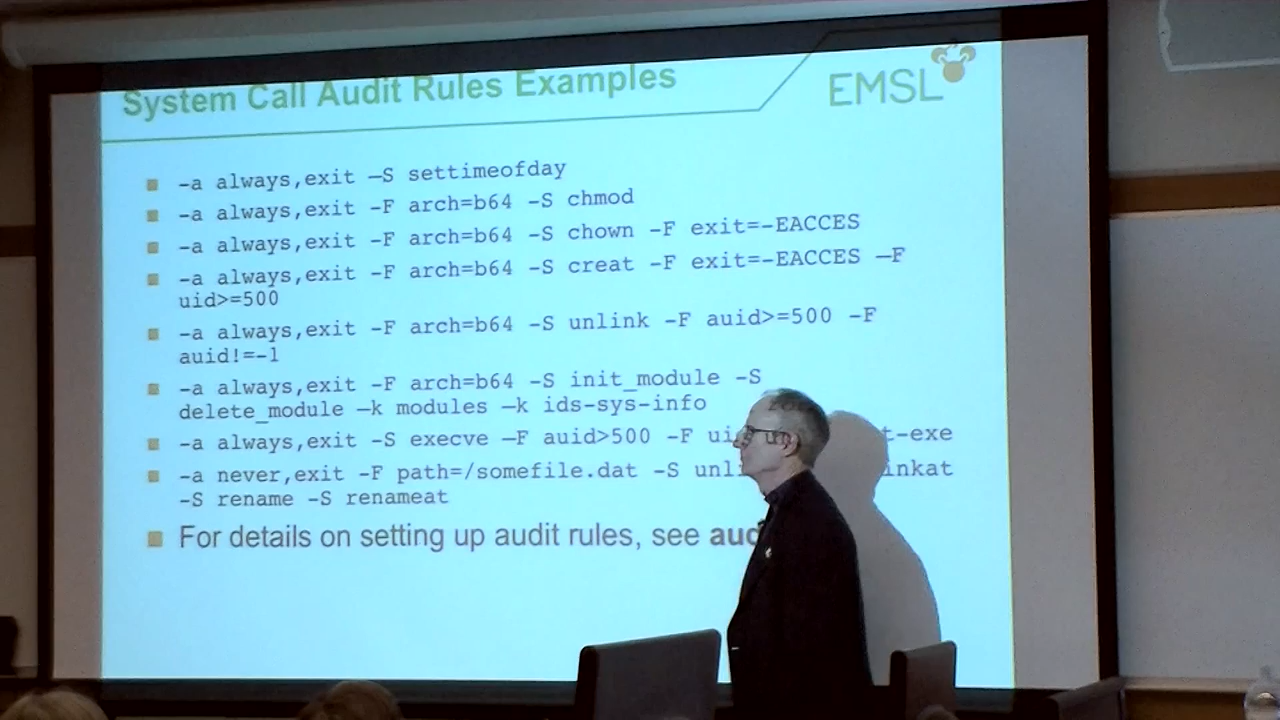 System Call Audit Rules Examples
EMSL
-a always,exit –S settimeofday
-a always,exit -F arch=b64 -S chmod
-a always,exit -F arch=b64 -S chown -F exit=-EACCES
-a always,exit -F arch=b64 -S creat -F exit=-EACCES –F
uid>=500
-a always,exit -F arch=b64 -S unlink -F auid>=500 -F
auid!=-1
-a always,exit -F arch=b64 -S init_module -S
delete_module –k modules –k ids-sys-info
-a always,exit -S execve –F auid>500 -F
-a never,exit -F path=/somefile.dat -S
-S rename -S renameat
For details on setting up audit rules, see